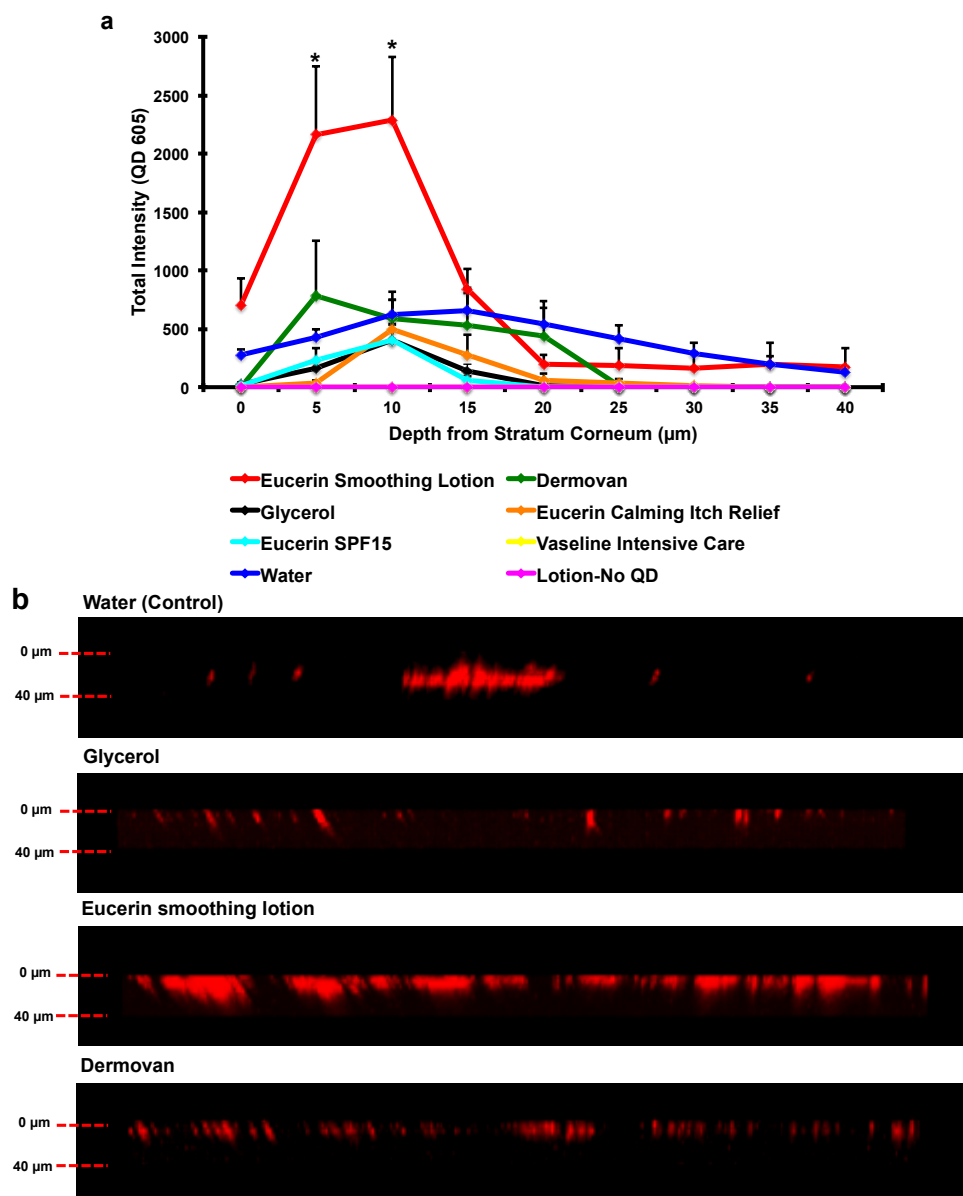 a
3000
2500
2000
1500
1000
500
0
Total Intensity (QD 605)
* *
0 5 10 15 20 25 30 35 40
Depth from Stratum Corneum (µm)
Eucerin Smoothing Lotion Dermovan
Glycerol Eucerin Calming Itch Relief
Eucerin SPF15 Vaseline Intensive Care
Water Lotion-No QD
b
Water (Control)
0 µm
40 µm
Glycerol
0 µm
40 µm
Eucerin smoothing lotion
0 µm
40 µm
Dermovan
0 µm
40 µm